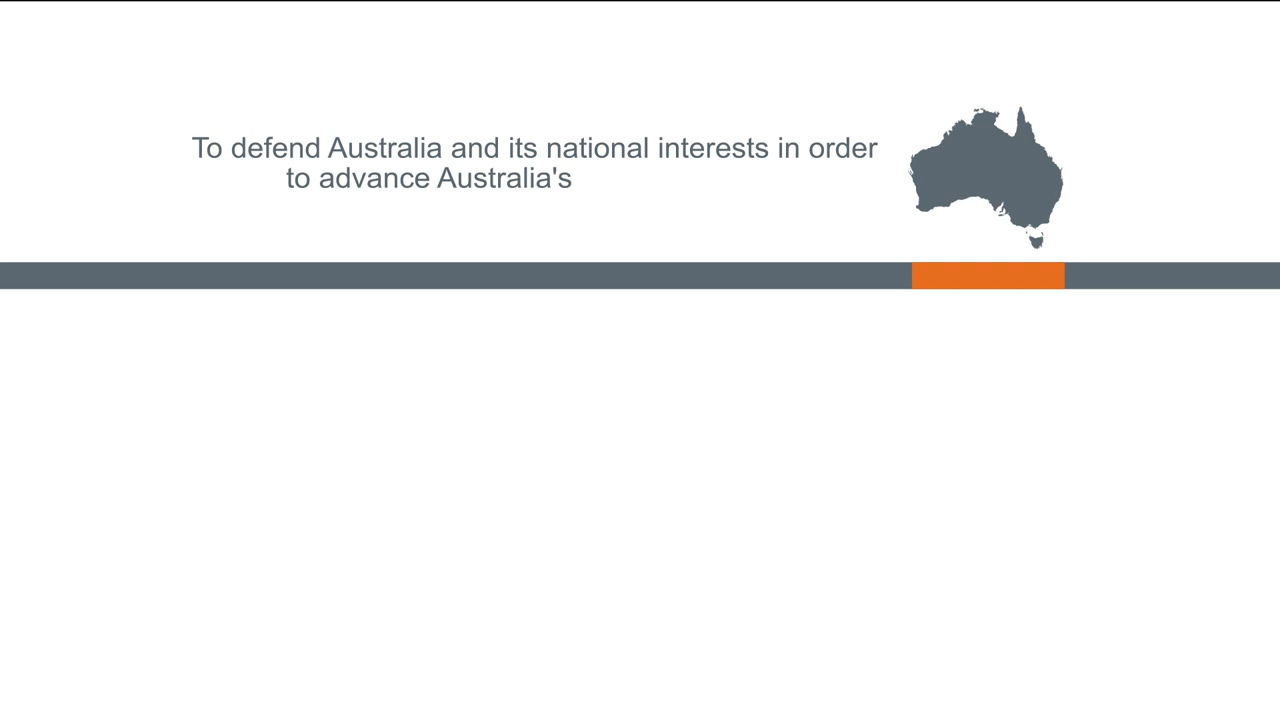 To defend Australia and its national interests in order
to advance Australia's